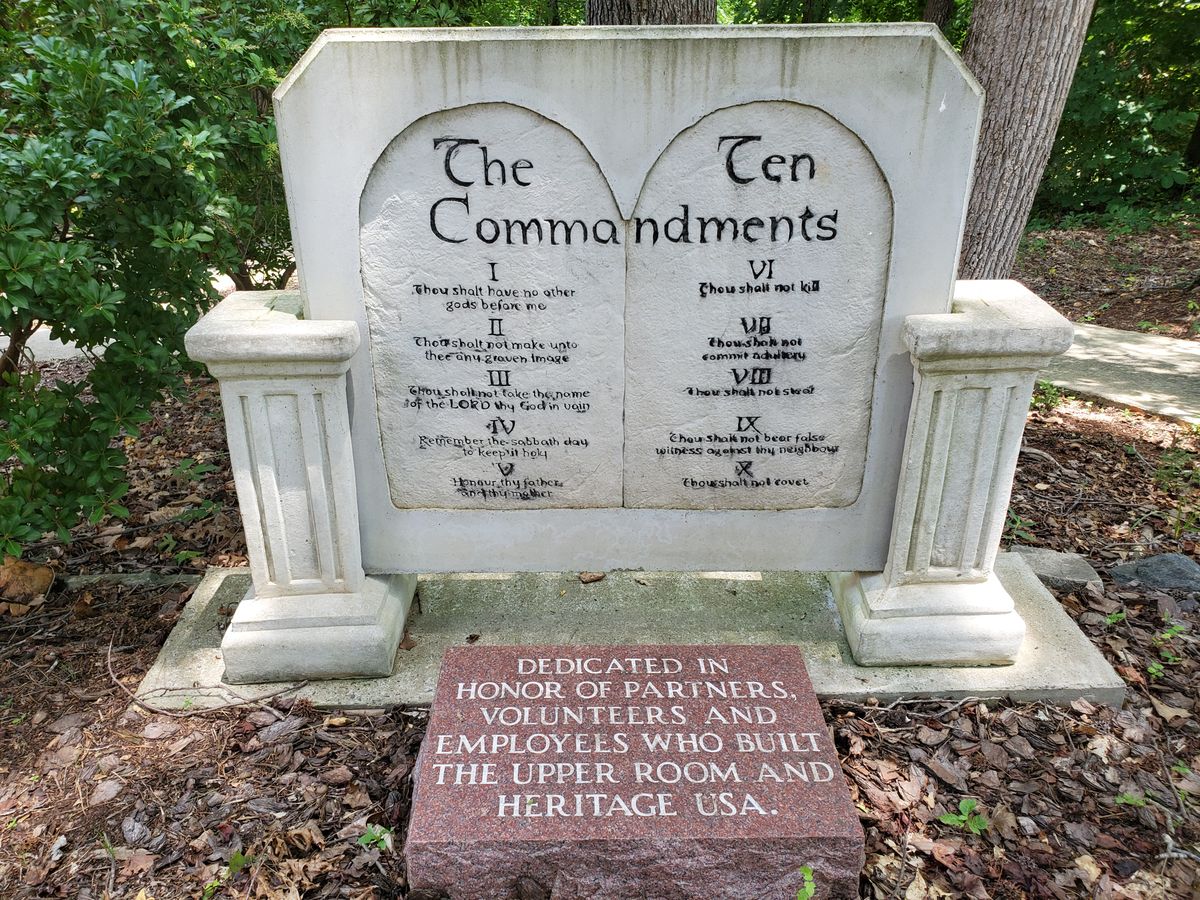 The Ten
Commandments
I
Thou shalt have no other
gods before me
II
Thou shalt not make unto
thee any graven image
III
Thou shalt not take the name
of the LORD thy God in vain
IV
Remember the sabbath day
to keep it holy
V
Honour thy father
and thy mother
VI
Thou shalt not kill
VII
Thou shalt not
commit adultery
VIII
Thou shalt not steal
IX
Thou shalt not bear false
witness against thy neighbour
X
Thou shalt not covet
DEDICATED IN
HONOR OF PARTNERS,
VOLUNTEERS AND
EMPLOYEES WHO BUILT
THE UPPER ROOM AND
HERITAGE USA.